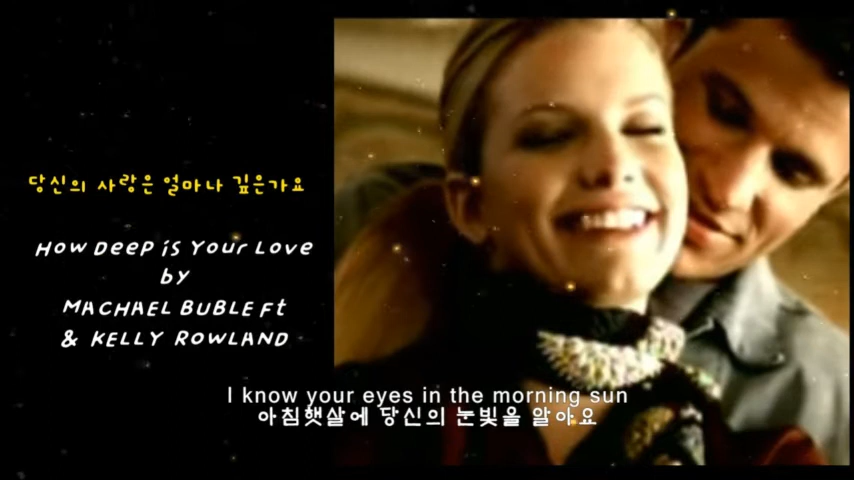 당신의 사랑은 얼마나 깊은가요
How Deep is Your Love
by
MACHAEL BUBLE Ft
& KELLY ROWLAND
I know your eyes in the morning sun
아침햇살에 당신의 눈빛을 알아요